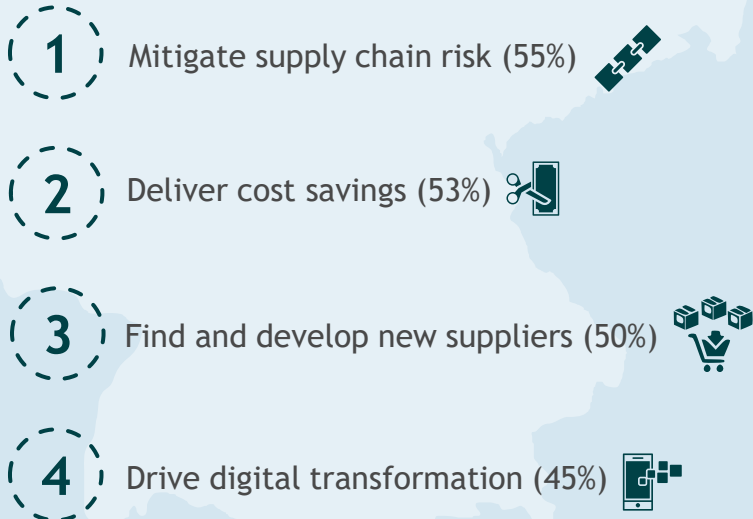 1 Mitigate supply chain risk (55%)
2 Deliver cost savings (53%)
3 Find and develop new suppliers (50%)
4 Drive digital transformation (45%)